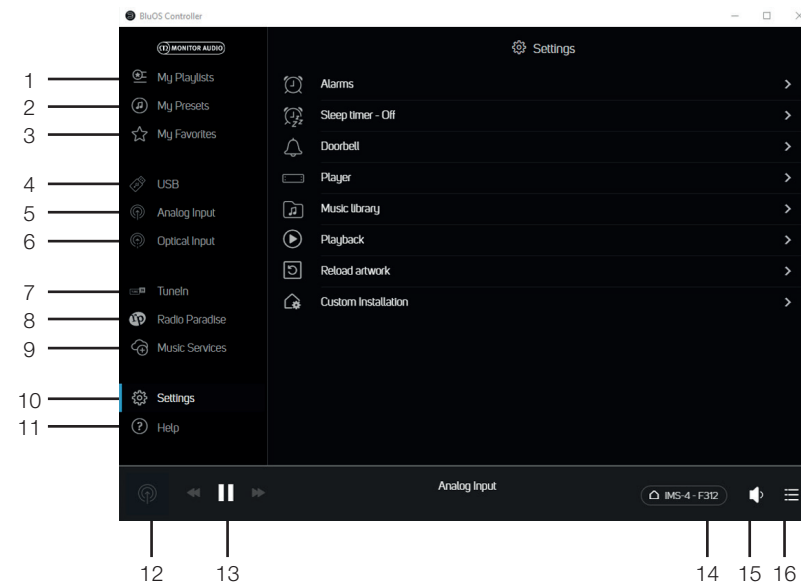 BluOS Controller
MONITOR AUDIO
Settings
1 My Playlists
2 My Presets
3 My Favorites
4 USB
5 Analog Input
6 Optical Input
7 TuneIn
8 Radio Paradise
9 Music Services
10 Settings
11 Help
Alarms
Sleep timer - Off
Doorbell
Player
Music library
Playback
Reload artwork
Custom Installation
Analog Input
IMS-4 - F312
12 13 14 15 16